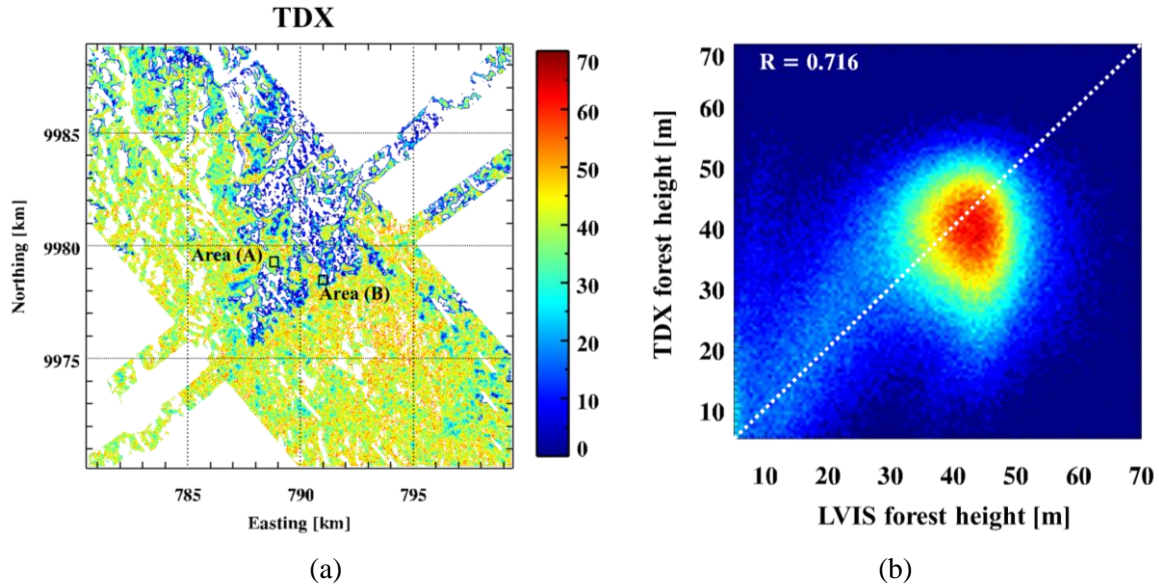 TDX
9985
9980
9975
Northing [km]
Area (A)
Area (B)
785
790
795
Easting [km]
70
60
50
40
30
20
10
0
(a)
R = 0.716
70
60
50
40
30
20
10
TDX forest height [m]
10 20 30 40 50 60 70
LVIS forest height [m]
(b)